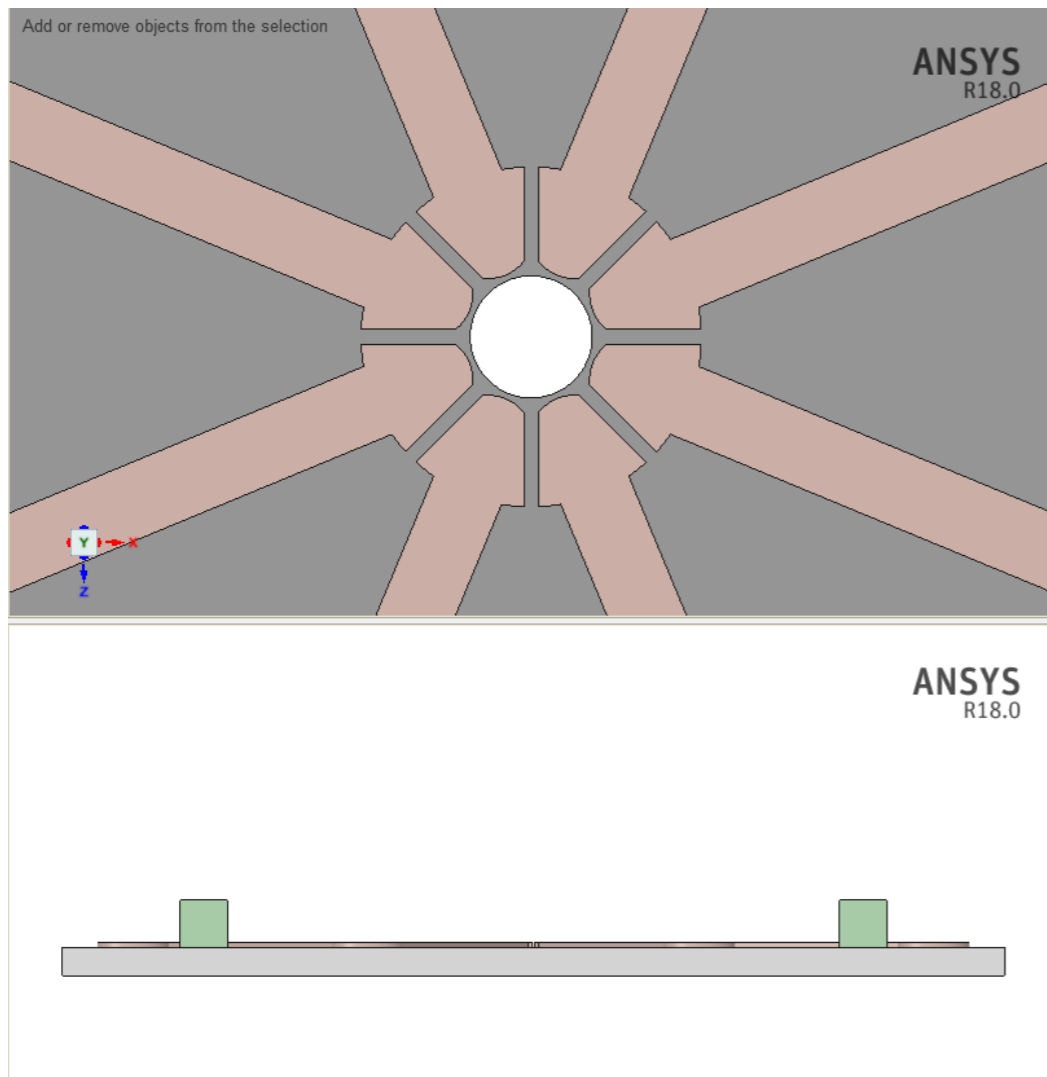 Add or remove objects from the selection
ANSYS
R18.0
Y
X
Z
ANSYS
R18.0